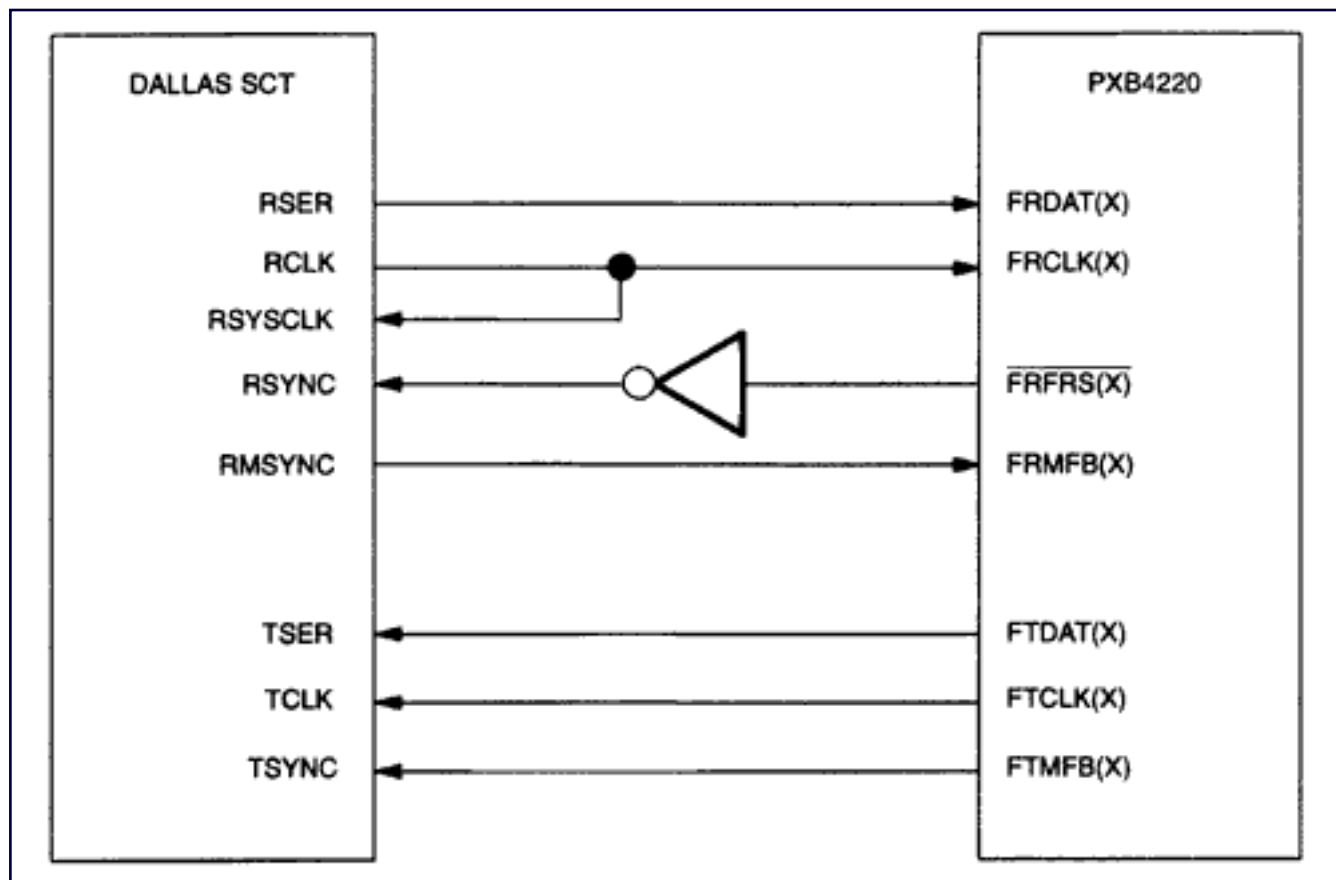 DALLAS SCT
PXB4220
RSER
FRDAT(X)
RCLK
FRCLK(X)
RSYSCLK
RSYNC
FRFRS(X)
RMSYNC
FRMFB(X)
TSER
FTDAT(X)
TCLK
FTCLK(X)
TSYNC
FTMFB(X)